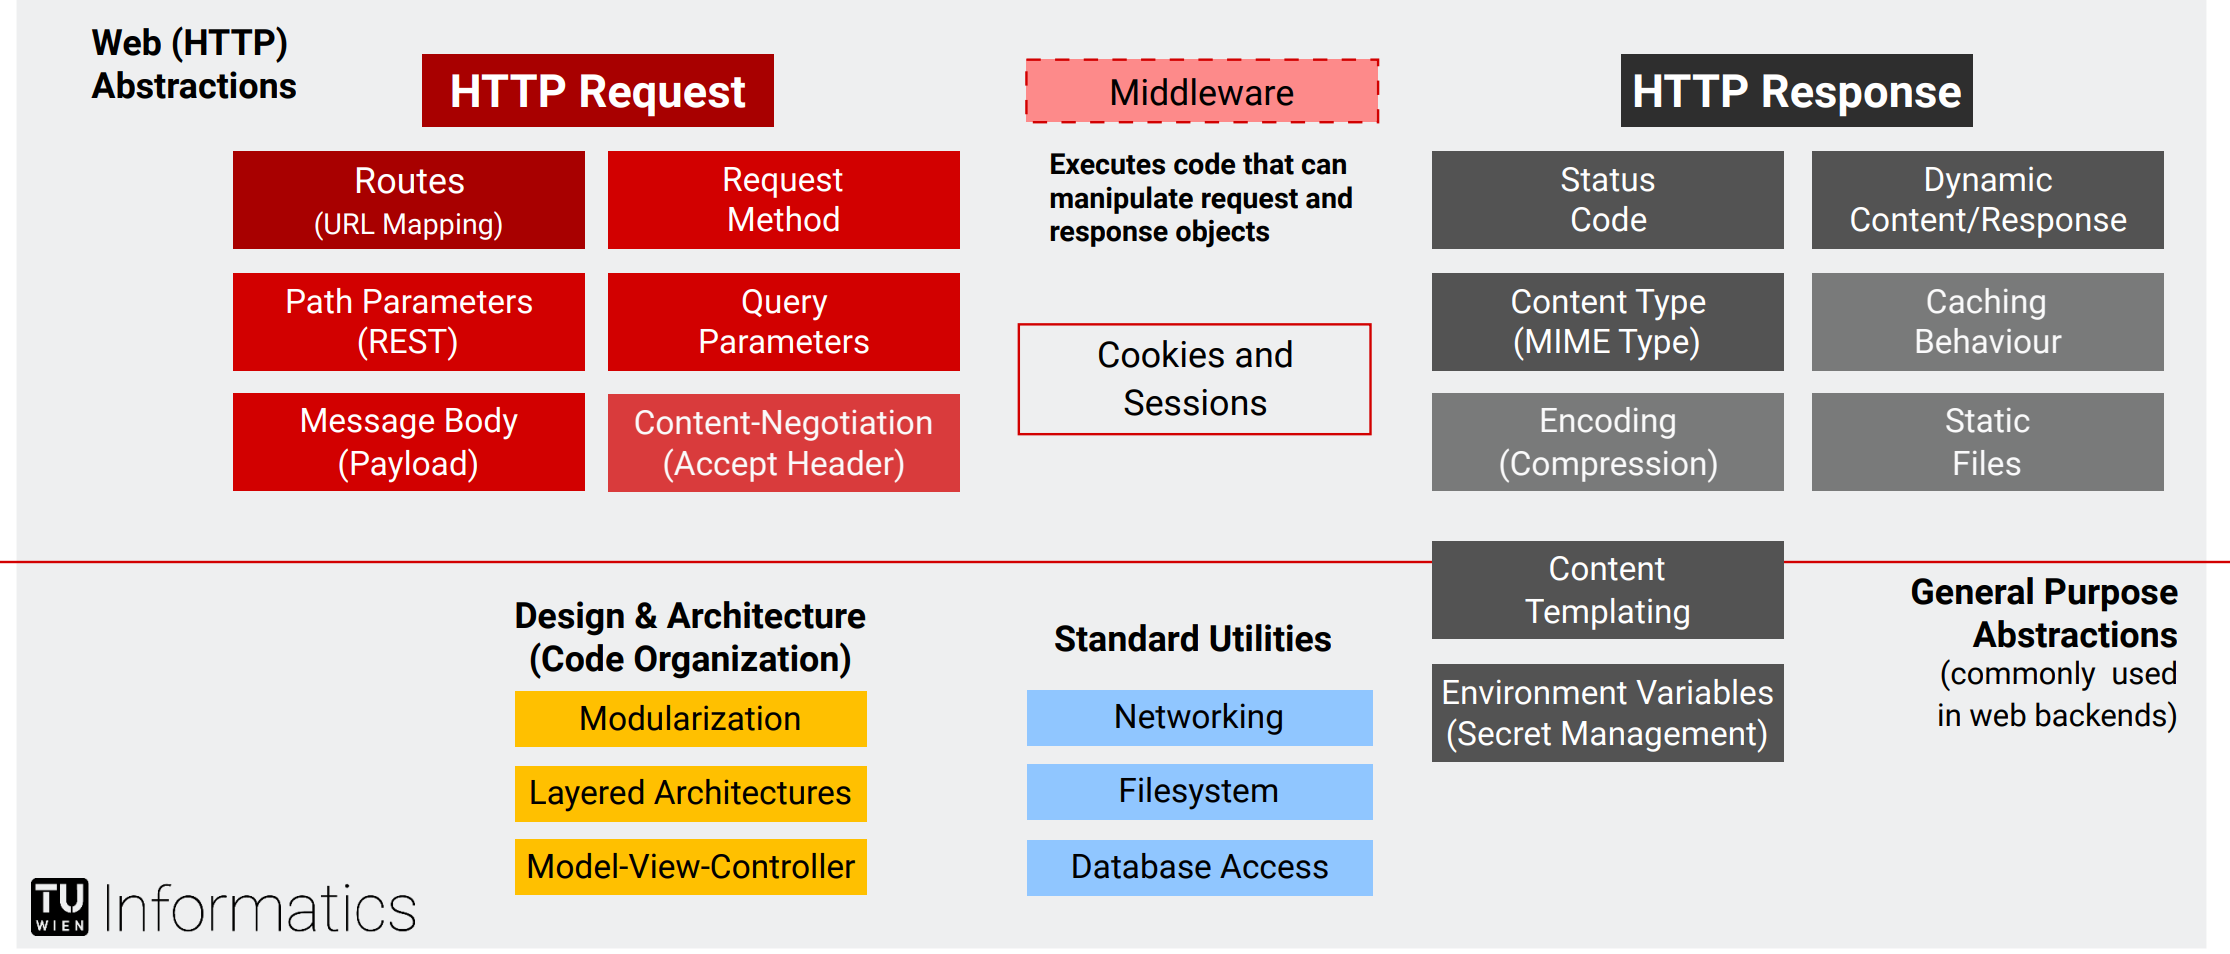 Web (HTTP)
Abstractions
HTTP Request
Routes
(URL Mapping)
Request
Method
Path Parameters
(REST)
Query
Parameters
Message Body
(Payload)
Content-Negotiation
(Accept Header)
Middleware
Executes code that can
manipulate request and
response objects
Cookies and
Sessions
HTTP Response
Status
Code
Dynamic
Content/Response
Content Type
(MIME Type)
Caching
Behaviour
Encoding
(Compression)
Static
Files
Design & Architecture
(Code Organization)
Modularization
Layered Architectures
Model-View-Controller
Standard Utilities
Networking
Filesystem
Database Access
Content
Templating
Environment Variables
(Secret Management)
General Purpose
Abstractions
(commonly used
in web backends)
TU
WIEN
Informatics